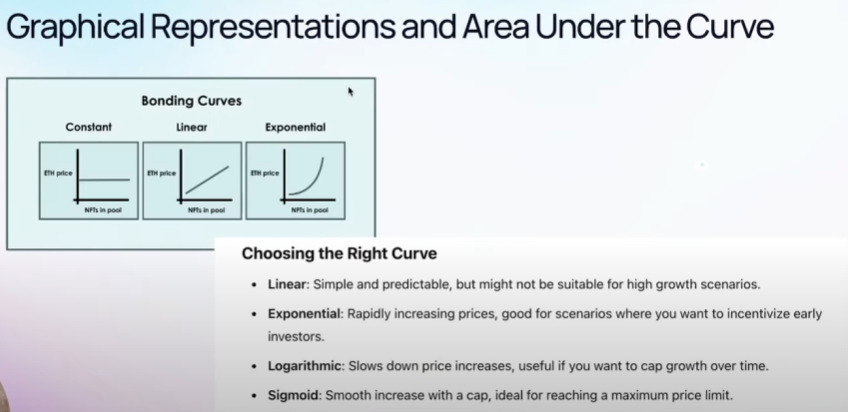 Graphical Representations and Area Under the Curve
Bonding Curves
Constant
Linear
Exponential
ETH price
NFTs in pool
ETH price
NFTs in pool
ETH price
NFTs in pool
Choosing the Right Curve
• Linear: Simple and predictable, but might not be suitable for high growth scenarios.
• Exponential: Rapidly increasing prices, good for scenarios where you want to incentivize early
investors.
• Logarithmic: Slows down price increases, useful if you want to cap growth over time.
• Sigmoid: Smooth increase with a cap, ideal for reaching a maximum price limit.